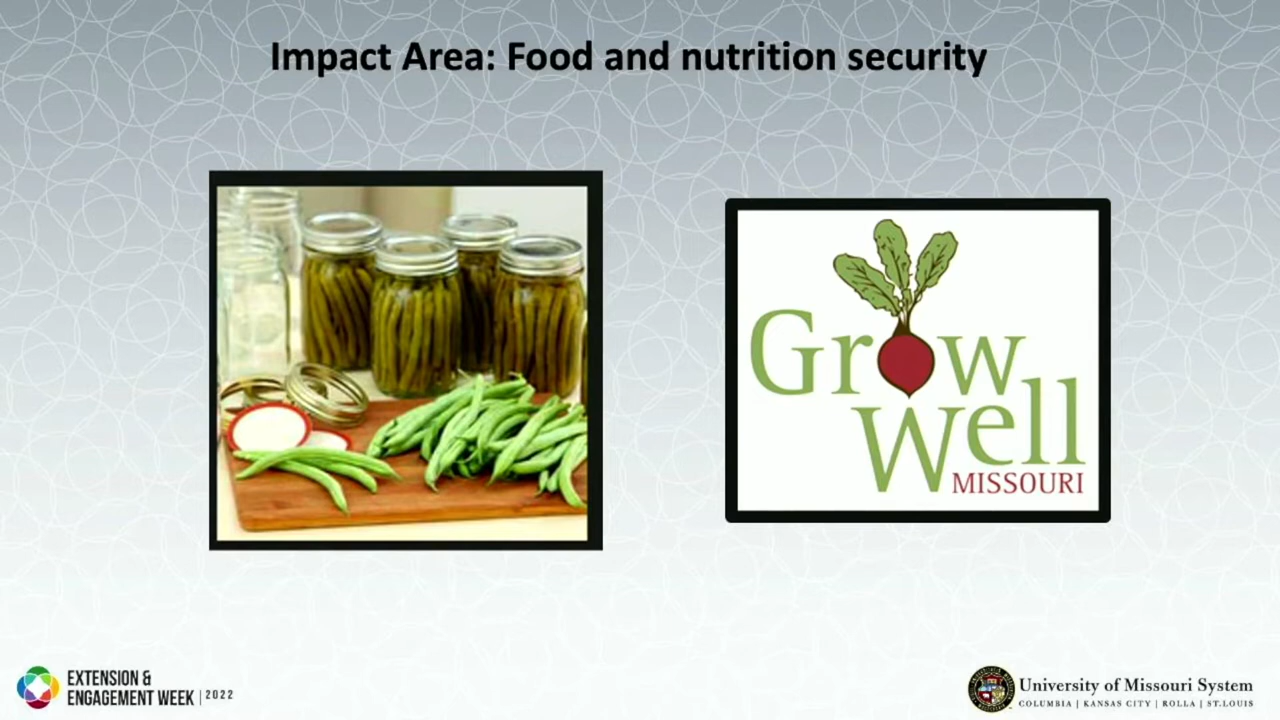 Impact Area: Food and nutrition security
Grow
Well
MISSOURI
EXTENSION &
ENGAGEMENT WEEK | 2022
University of Missouri System
COLUMBIA | KANSAS CITY | ROLLA | ST.LOUIS